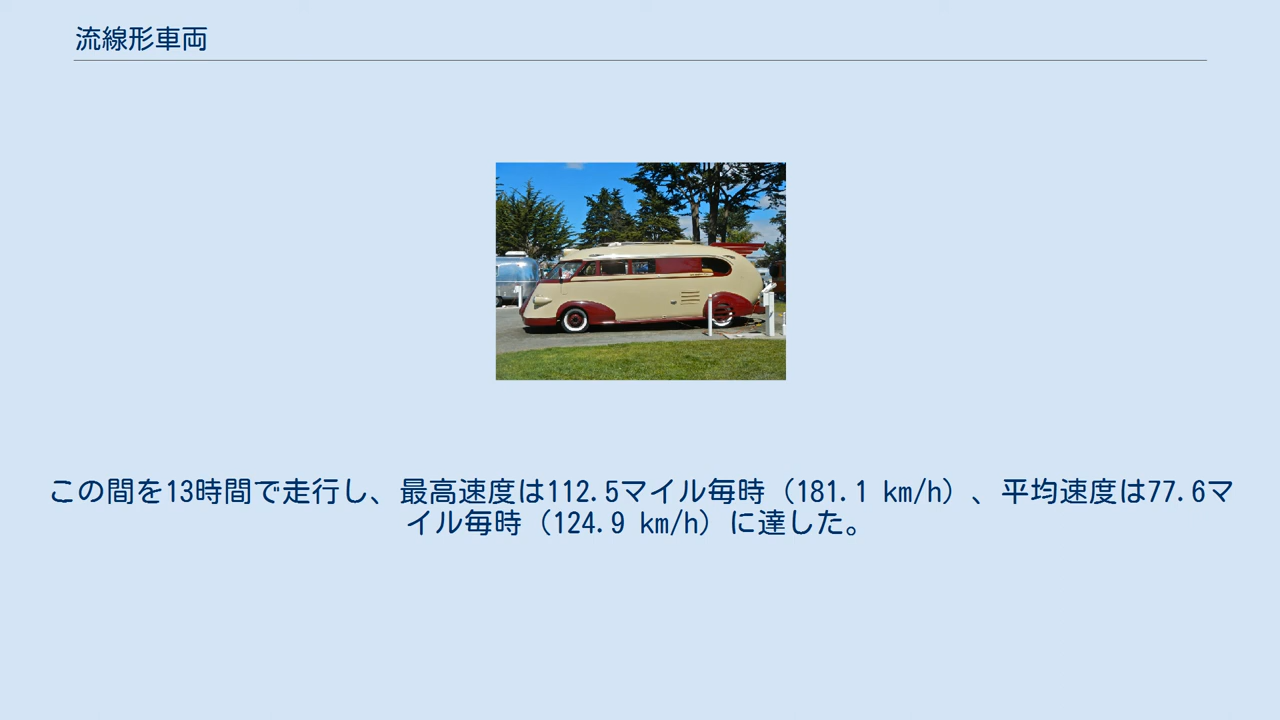 流線形車両
この間を13時間で走行し、最高速度は112.5マイル毎時（181.1 km/h）、平均速度は77.6マ
イル毎時（124.9 km/h）に達した。